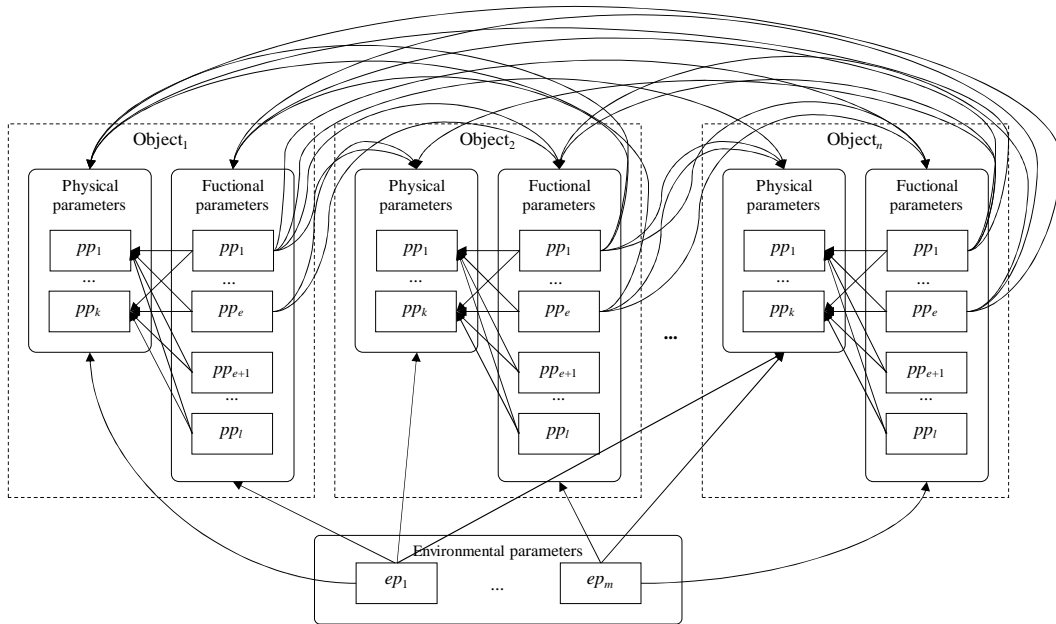 Object1
Physical parameters
pp1
...
ppk
Fuctional parameters
pp1
...
ppe
ppe+1
...
ppl
Object2
Physical parameters
pp1
...
ppk
Fuctional parameters
pp1
...
ppe
ppe+1
...
ppl
...
Objectn
Physical parameters
pp1
...
ppk
Fuctional parameters
pp1
...
ppe
ppe+1
...
ppl
Environmental parameters
ep1
...
epm